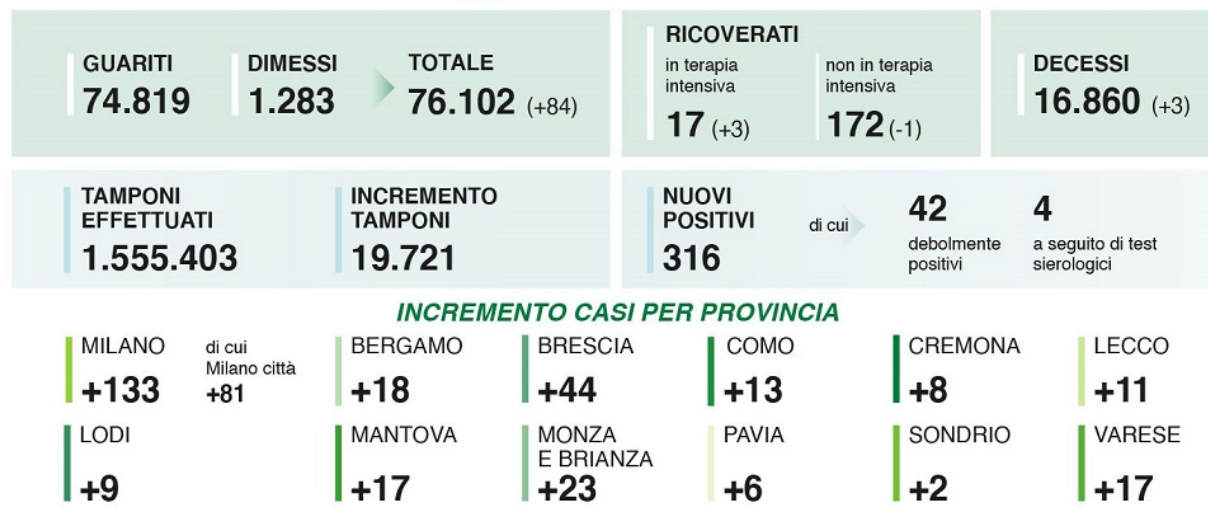 GUARITI
74.819
DIMESSI
1.283
TOTALE
76.102 (+84)
RICOVERATI
in terapia
intensiva
17 (+3)
non in terapia
intensiva
172 (-1)
DECESSI
16.860 (+3)
TAMPONI
EFFETTUATI
1.555.403
INCREMENTO
TAMPONI
19.721
NUOVI
POSITIVI
316
di cui
42
debolmente
positivi
4
a seguito di test
sierologici
INCREMENTO CASI PER PROVINCIA
MILANO
+133
di cui
Milano città
+81
BERGAMO
+18
BRESCIA
+44
COMO
+13
CREMONA
+8
LECCO
+11
LODI
+9
MANTOVA
+17
MONZA
E BRIANZA
+23
PAVIA
+6
SONDRIO
+2
VARESE
+17